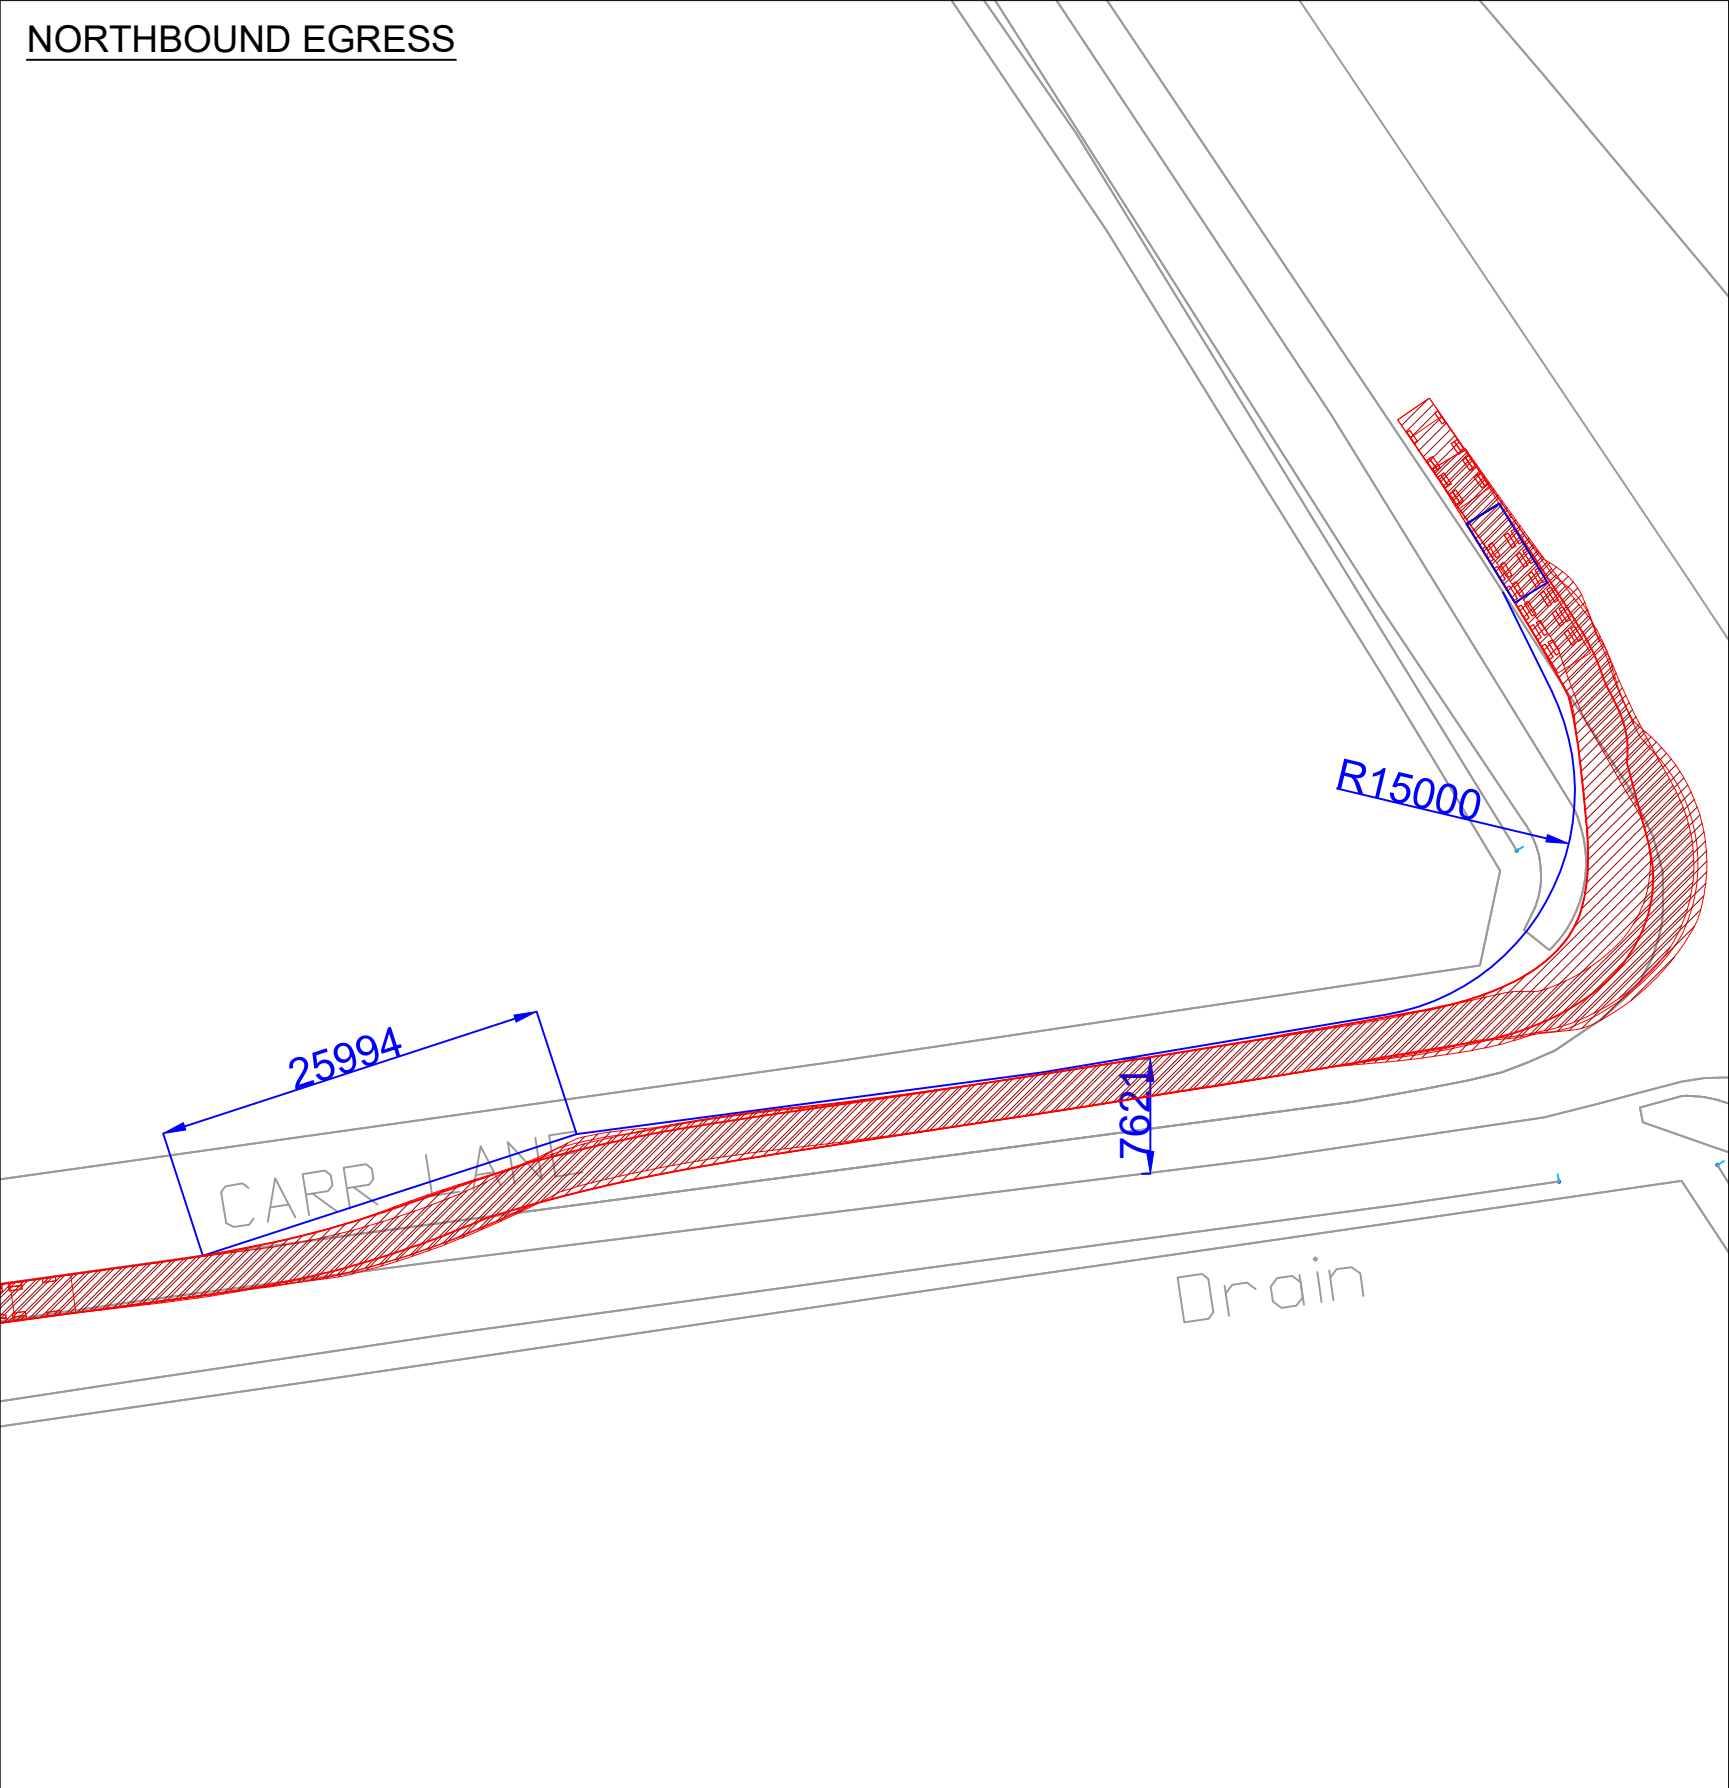 NORTHBOUND EGRESS
R15000
25994
7621
CARR LANE
Drain